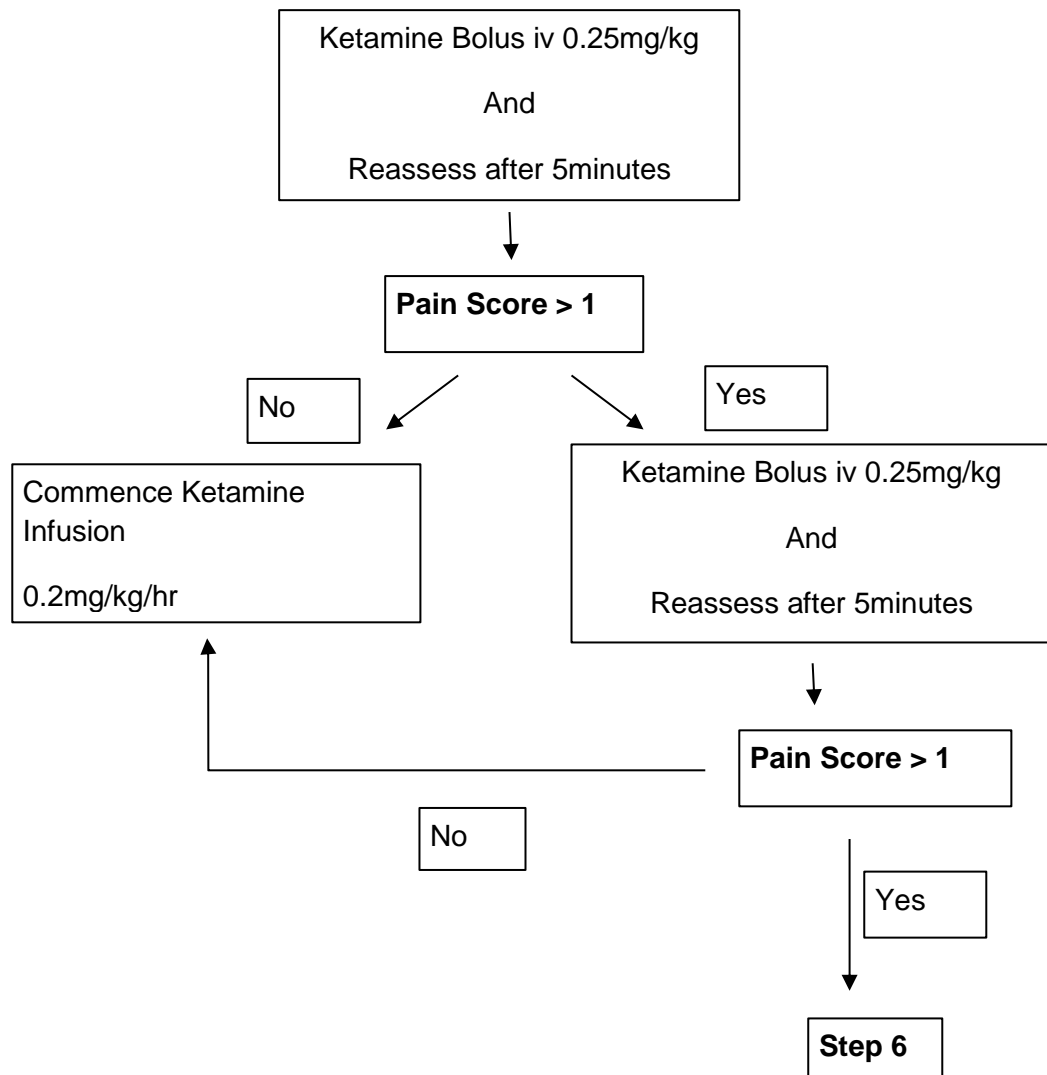 Ketamine Bolus iv 0.25mg/kg
And
Reassess after 5minutes
Pain Score > 1
No
Yes
Commence Ketamine
Infusion
0.2mg/kg/hr
Ketamine Bolus iv 0.25mg/kg
And
Reassess after 5minutes
Pain Score > 1
No
Yes
Step 6